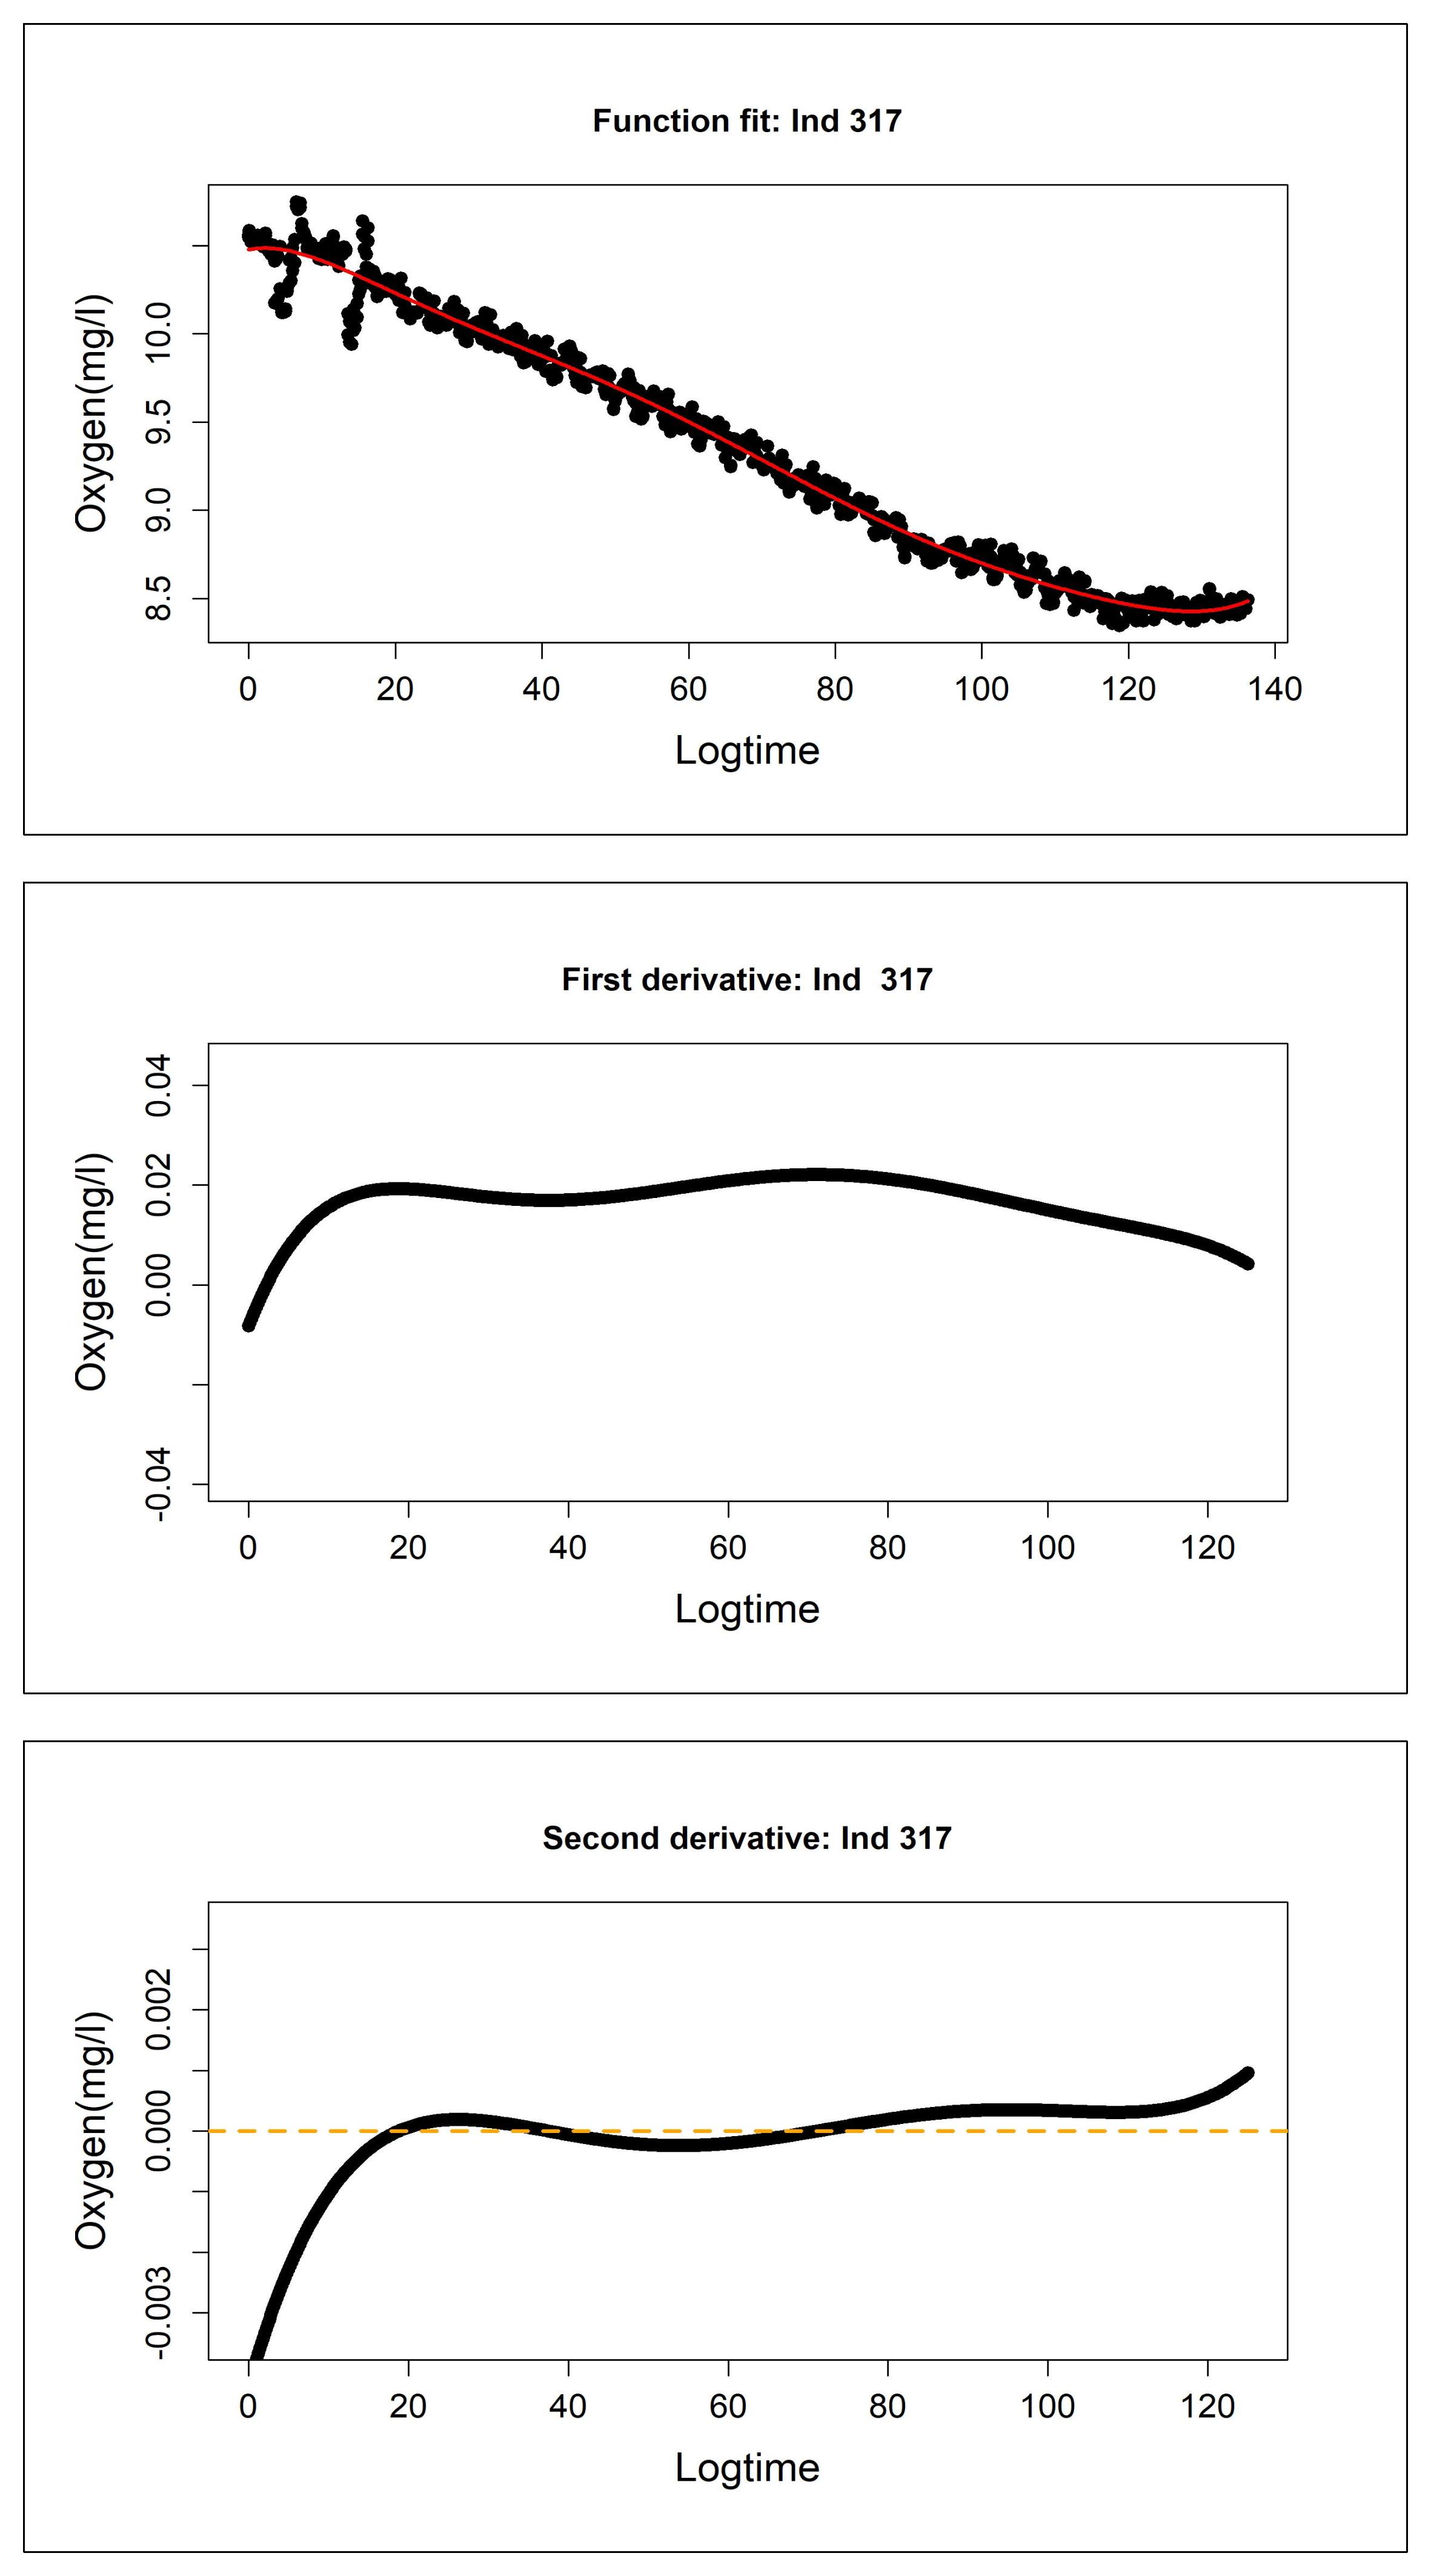 Function fit: Ind 317
Oxygen(mg/l)
10.0
9.5
9.0
8.5
0 20 40 60 80 100 120 140
Logtime
First derivative: Ind  317
Oxygen(mg/l)
0.04
0.02
0.00
-0.04
0 20 40 60 80 100 120
Logtime
Second derivative: Ind 317
Oxygen(mg/l)
0.002
0.000
-0.003
0 20 40 60 80 100 120
Logtime